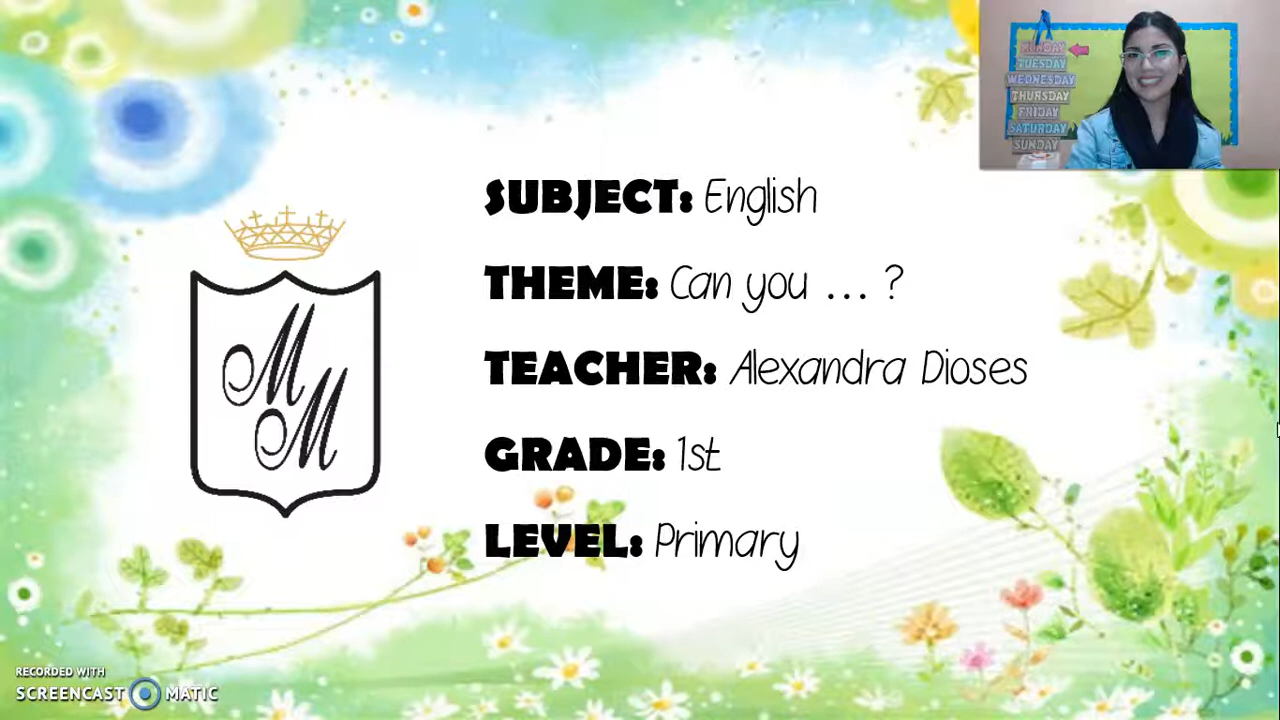 MONDAY
TUESDAY
WEDNESDAY
THURSDAY
FRIDAY
SATURDAY
SUNDAY
SUBJECT: English
THEME: Can you ... ?
TEACHER: Alexandra Dioses
GRADE: 1st
LEVEL: Primary
M
M
RECORDED WITH
SCREENCAST MATIC